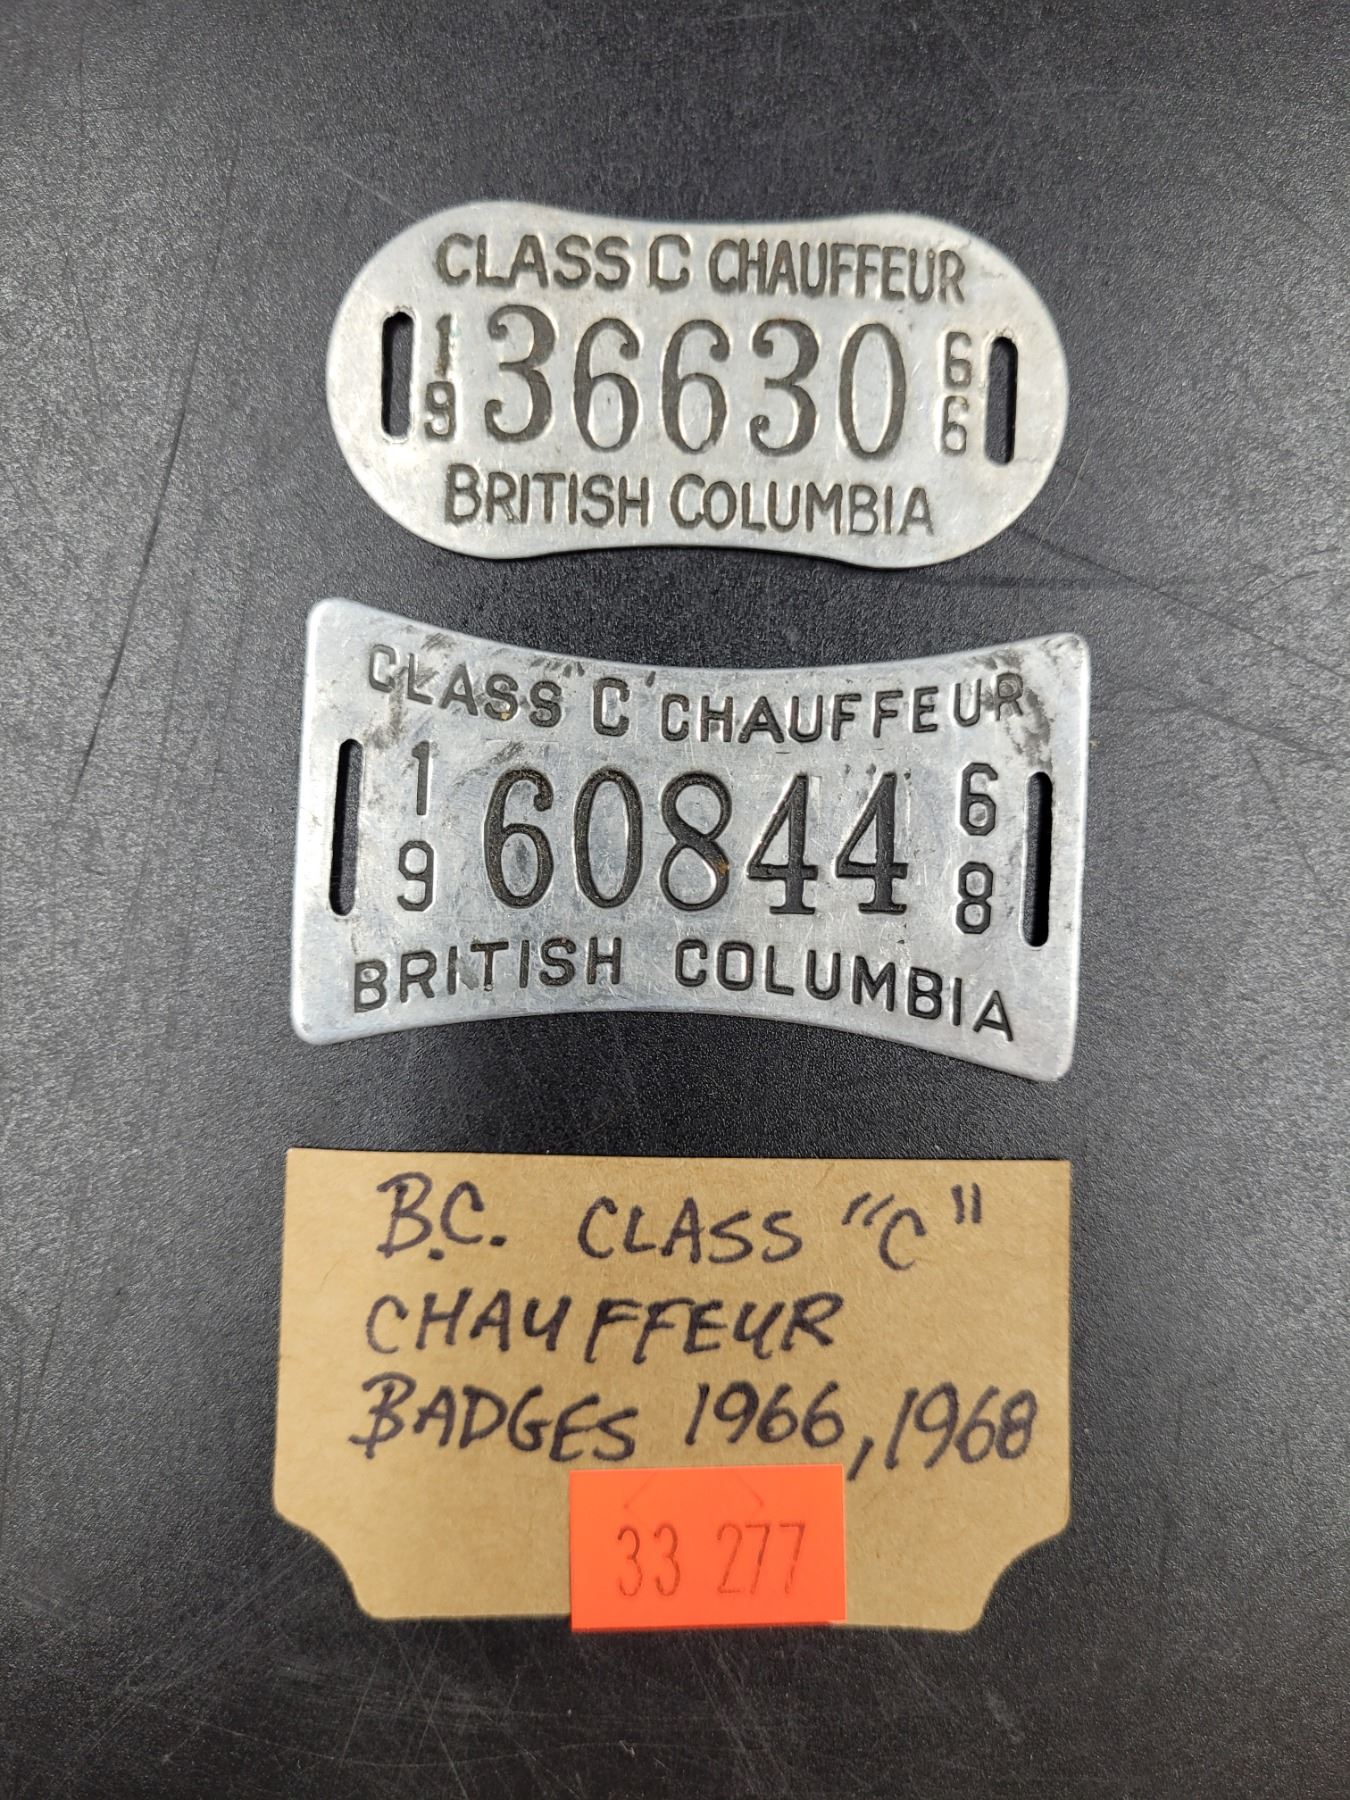 CLASS C CHAUFFEUR
19 36630 66
BRITISH COLUMBIA
CLASS "C" CHAUFFEUR
19 60844 68
BRITISH COLUMBIA
B.C. CLASS "C"
CHAUFFEUR
BADGES 1966, 1968
33 277